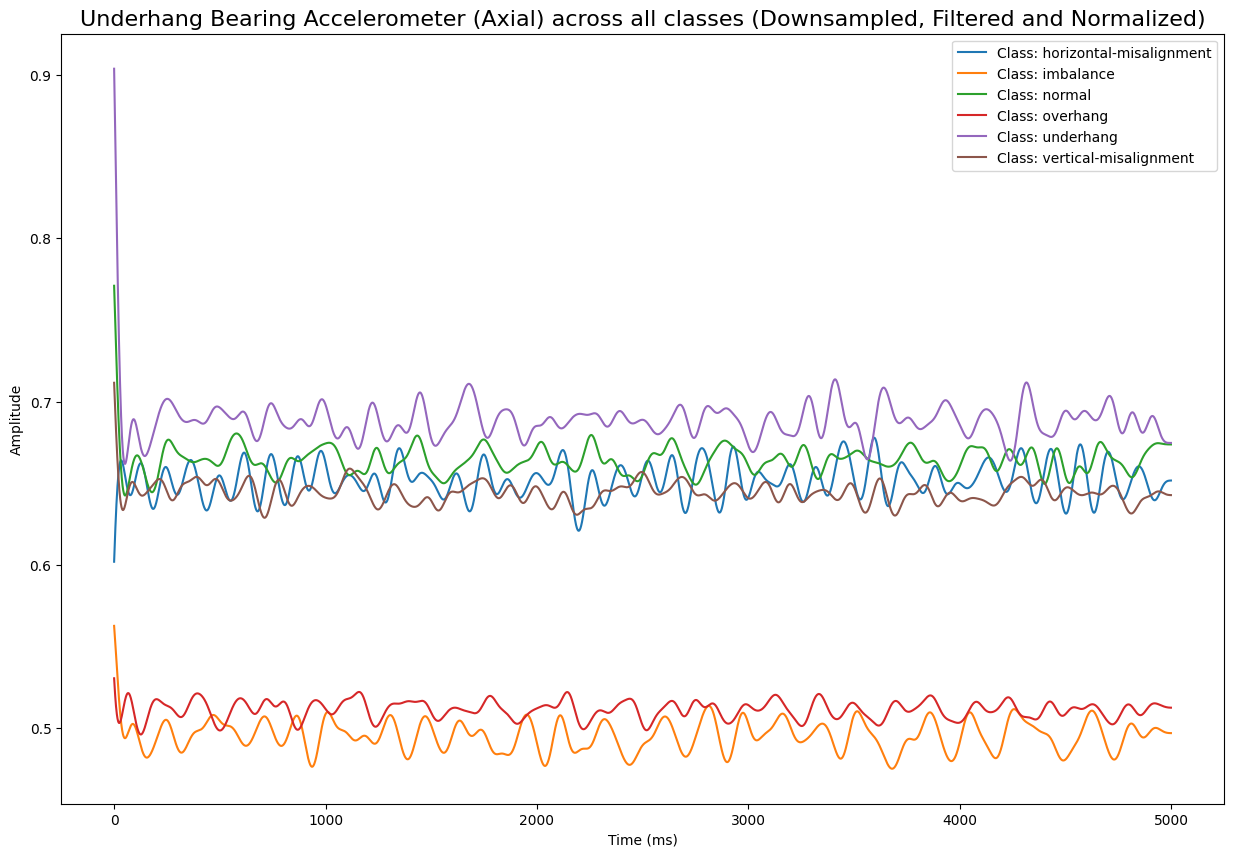 Underhang Bearing Accelerometer (Axial) across all classes (Downsampled, Filtered and Normalized)
Class: horizontal-misalignment
Class: imbalance
Class: normal
Class: overhang
Class: underhang
Class: vertical-misalignment
Amplitude
0.9
0.8
0.7
0.6
0.5
0 1000 2000 3000 4000 5000
Time (ms)